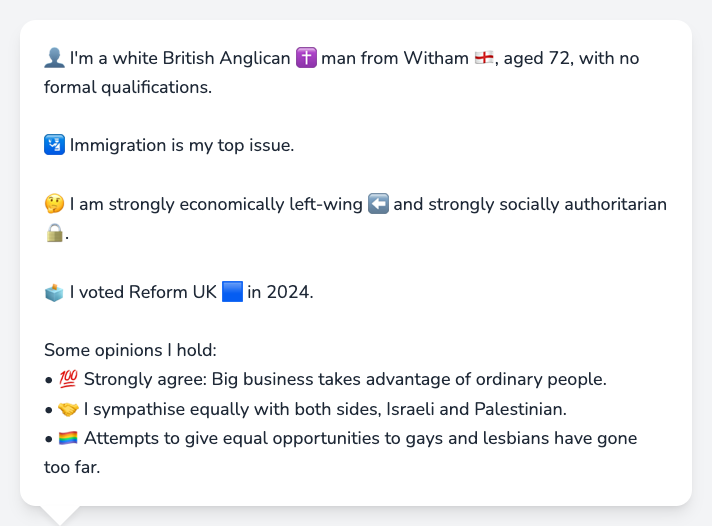 👤 I'm a white British Anglican ✝️ man from Witham 🏴󠁧󠁢󠁥󠁮󠁧󠁿, aged 72, with no
formal qualifications.
🛂 Immigration is my top issue.
🤔 I am strongly economically left-wing ⬅️ and strongly socially authoritarian
🔒.
🗳️ I voted Reform UK 🟦 in 2024.
Some opinions I hold:
• 💯 Strongly agree: Big business takes advantage of ordinary people.
• 🤝 I sympathise equally with both sides, Israeli and Palestinian.
• 🏳️‍🌈 Attempts to give equal opportunities to gays and lesbians have gone
too far.